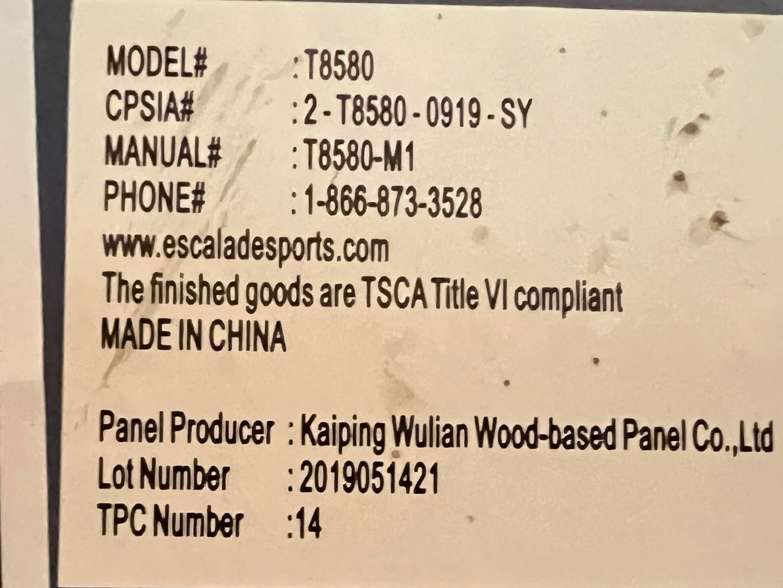 MODEL# : T8580
CPSIA# : 2 - T8580 - 0919 - SY
MANUAL# : T8580-M1
PHONE# : 1-866-873-3528
www.escaladesports.com
The finished goods are TSCA Title VI compliant
MADE IN CHINA
Panel Producer : Kaiping Wulian Wood-based Panel Co.,Ltd
Lot Number : 2019051421
TPC Number :14